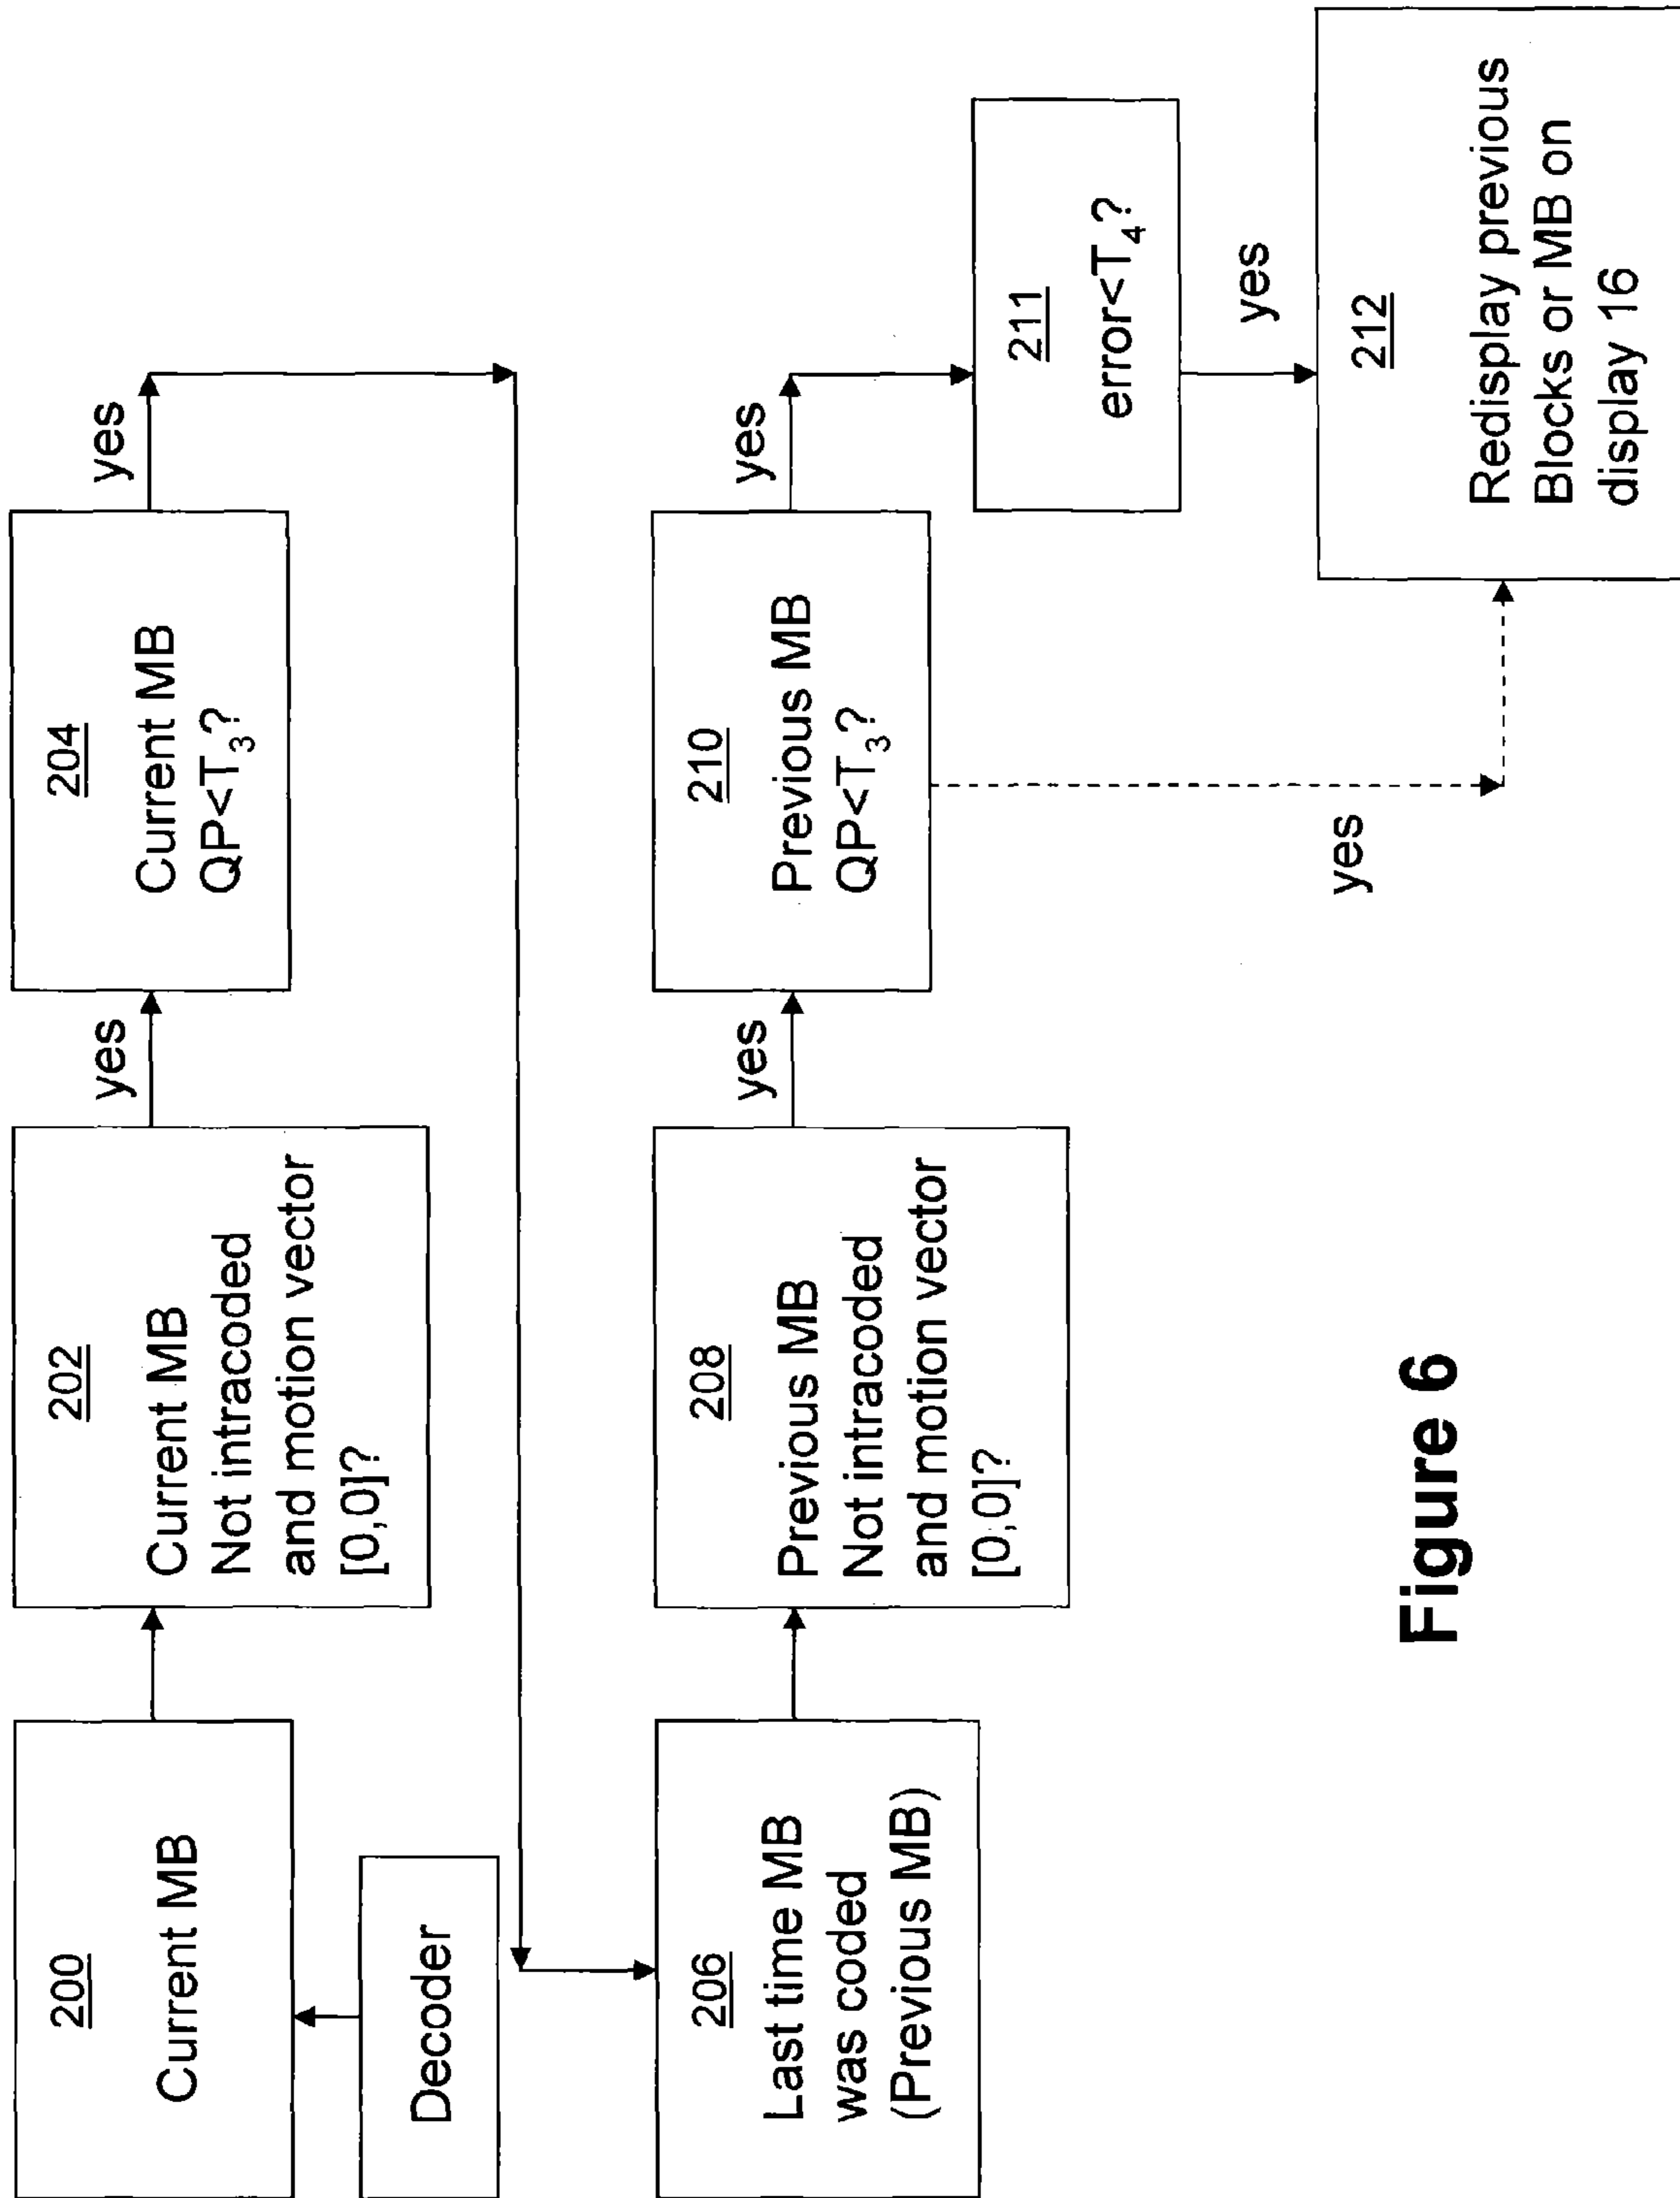 200
Current MB
Decoder
202
Current MB
Not intracoded
and motion vector
[0,0]?
yes
204
Current MB
QP<T₃?
yes
206
Last time MB
was coded
(Previous MB)
208
Previous MB
Not intracoded
and motion vector
[0,0]?
yes
210
Previous MB
QP<T₃?
yes
yes
211
error<T₄?
yes
212
Redisplay previous
Blocks or MB on
display 16
Figure 6